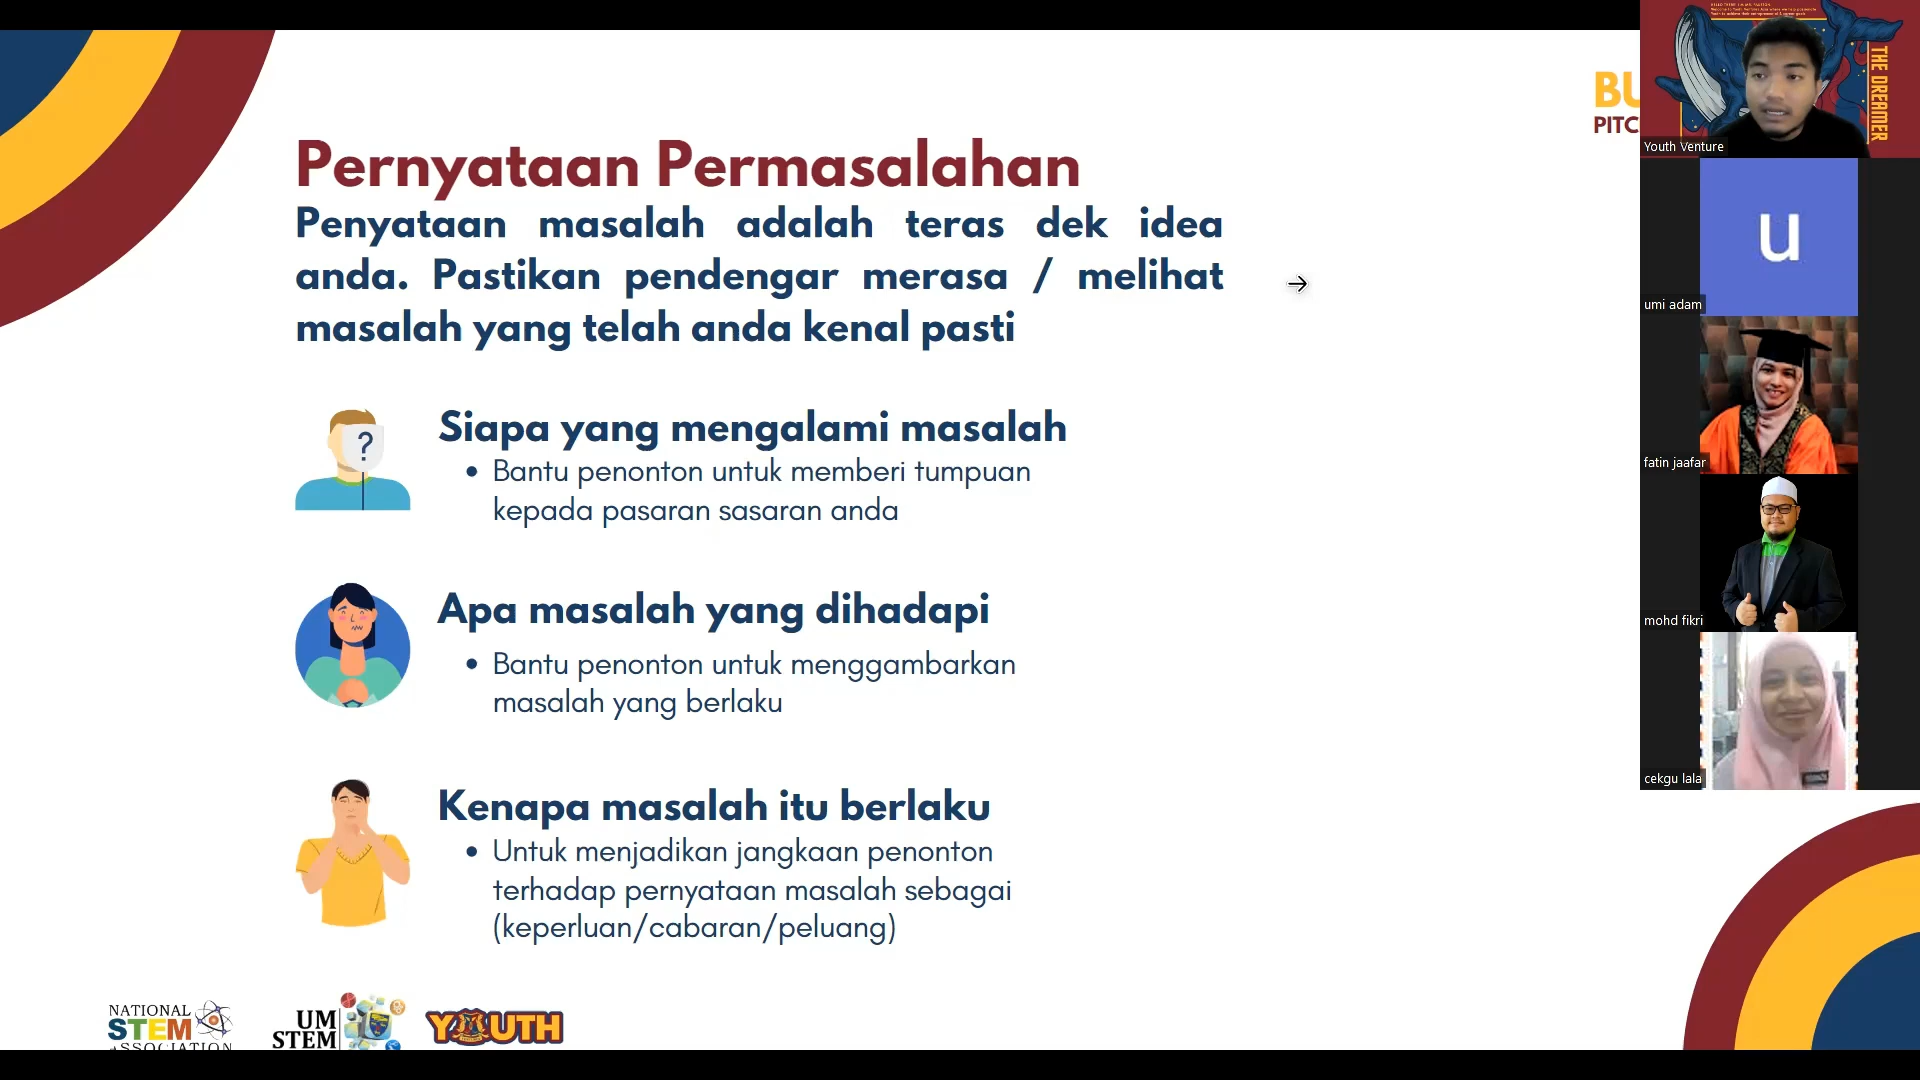 Pernyataan Permasalahan
Penyataan masalah adalah teras dek idea
anda. Pastikan pendengar merasa / melihat
masalah yang telah anda kenal pasti
?
Siapa yang mengalami masalah
• Bantu penonton untuk memberi tumpuan
kepada pasaran sasaran anda
Apa masalah yang dihadapi
• Bantu penonton untuk menggambarkan
masalah yang berlaku
Kenapa masalah itu berlaku
• Untuk menjadikan jangkaan penonton
terhadap pernyataan masalah sebagai
(keperluan/cabaran/peluang)
NATIONAL
STEM
ASSOCIATION
UM
STEM
YOUTH
BU
PITC
THE DREAMER
Youth Venture
u
umi adam
fatin jaafar
mohd fikri
cekgu lala